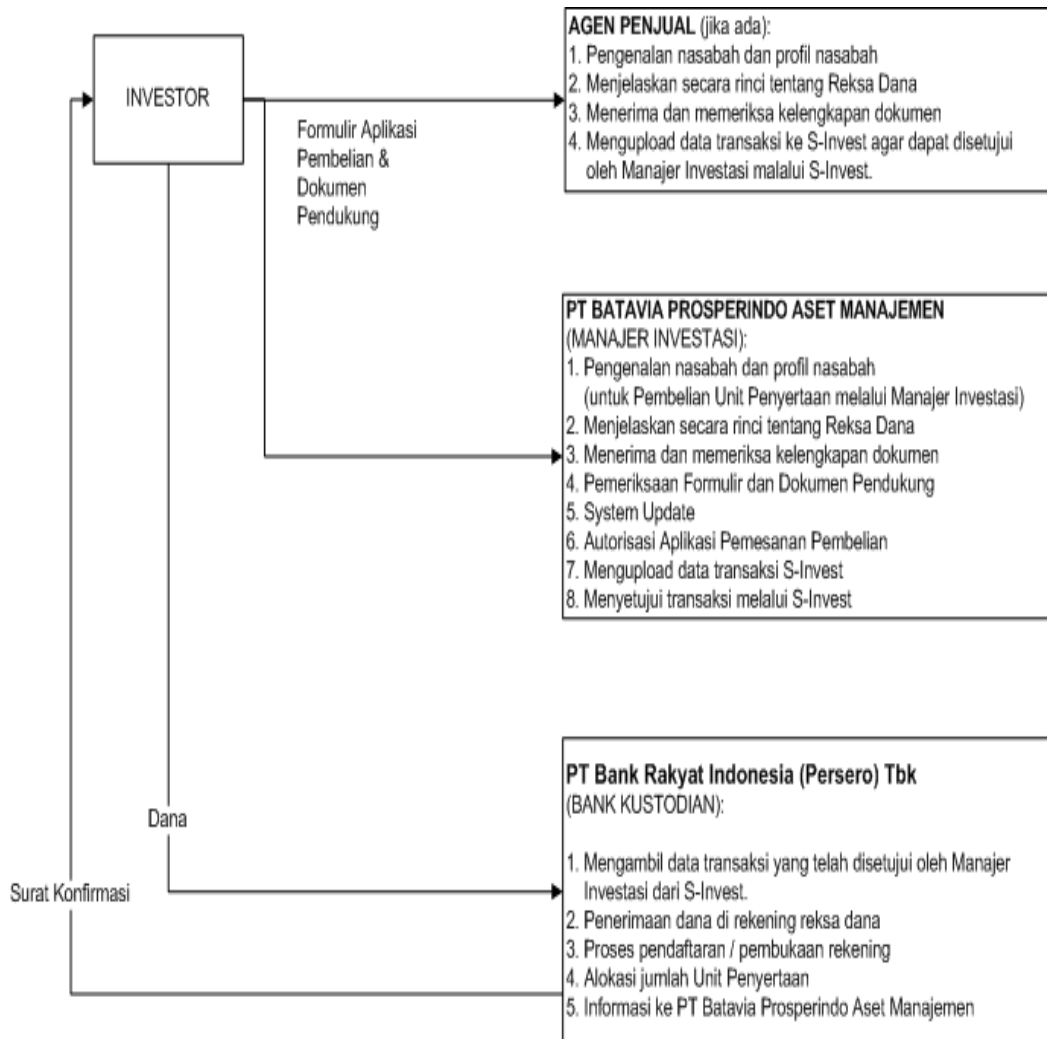 INVESTOR
Formulir Aplikasi
Pembelian &
Dokumen
Pendukung
AGEN PENJUAL (jika ada):
1. Pengenalan nasabah dan profil nasabah
2. Menjelaskan secara rinci tentang Reksa Dana
3. Menerima dan memeriksa kelengkapan dokumen
4. Mengupload data transaksi ke S-Invest agar dapat disetujui
oleh Manajer Investasi malalui S-Invest.
PT BATAVIA PROSPERINDO ASET MANAJEMEN
(MANAJER INVESTASI):
1. Pengenalan nasabah dan profil nasabah
(untuk Pembelian Unit Penyertaan melalui Manajer Investasi)
2. Menjelaskan secara rinci tentang Reksa Dana
3. Menerima dan memeriksa kelengkapan dokumen
4. Pemeriksaan Formulir dan Dokumen Pendukung
5. System Update
6. Autorisasi Aplikasi Pemesanan Pembelian
7. Mengupload data transaksi S-Invest
8. Menyetujui transaksi melalui S-Invest
Dana
Surat Konfirmasi
PT Bank Rakyat Indonesia (Persero) Tbk
(BANK KUSTODIAN):
1. Mengambil data transaksi yang telah disetujui oleh Manajer
Investasi dari S-Invest.
2. Penerimaan dana di rekening reksa dana
3. Proses pendaftaran / pembukaan rekening
4. Alokasi jumlah Unit Penyertaan
5. Informasi ke PT Batavia Prosperindo Aset Manajemen